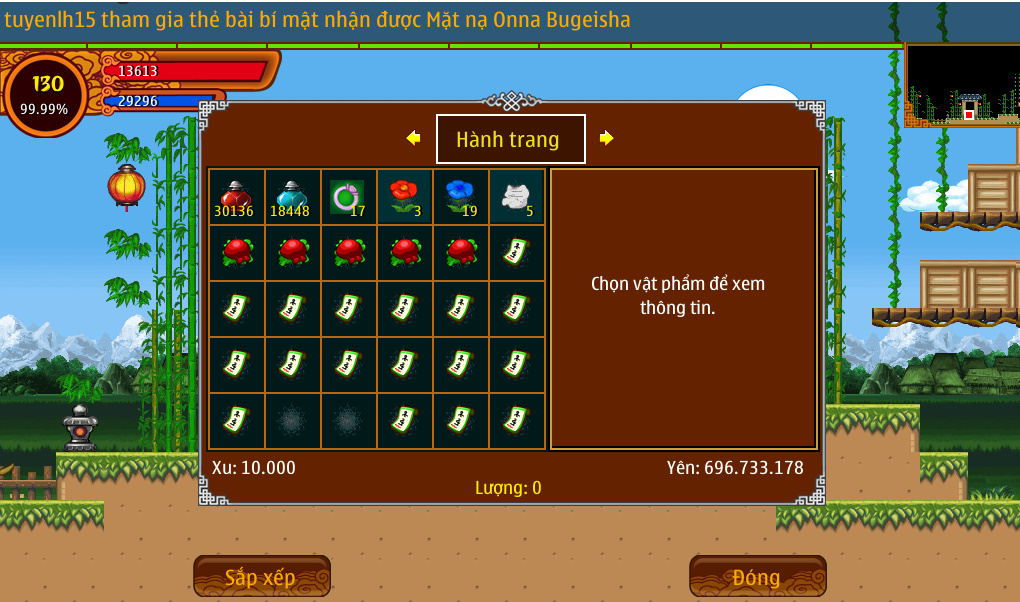 tuyenlh15 tham gia thẻ bài bí mật nhận được Mặt nạ Onna Bugeisha
130
99.99%
13613
29296
Hành trang
30136
18448
17
3
19
5
Chọn vật phẩm để xem
thông tin.
Xu: 10.000
Yên: 696.733.178
Lượng: 0
Sắp xếp
Đóng